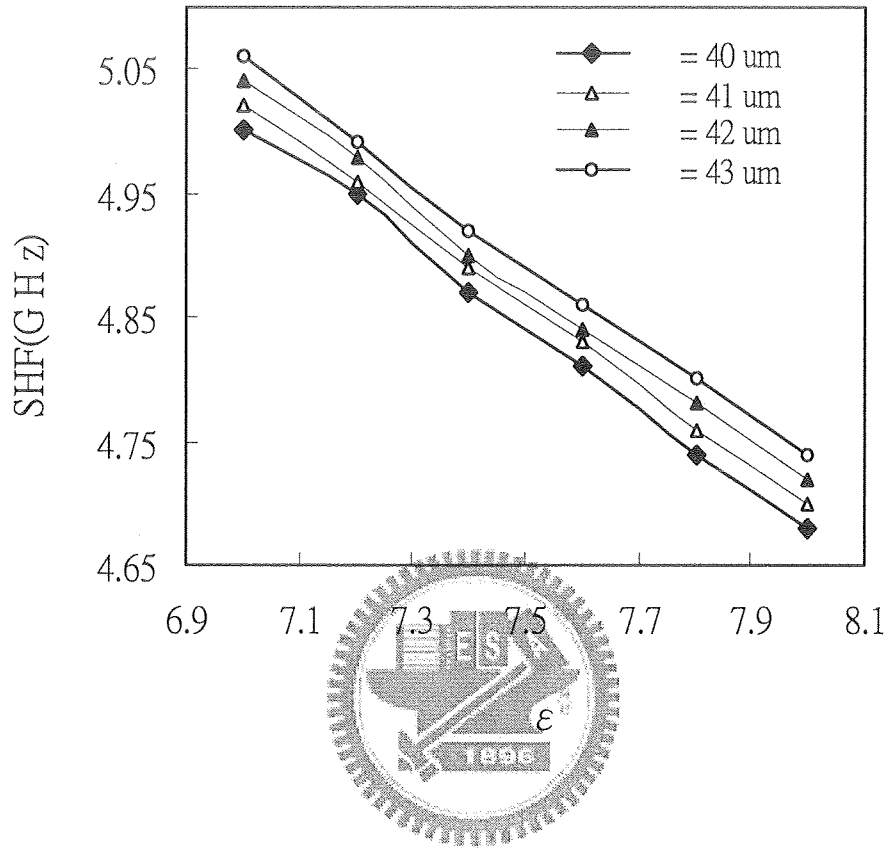 5.05
4.95
4.85
4.75
4.65
SHF(G H z)
= 40 um
= 41 um
= 42 um
= 43 um
6.9 7.1 7.3 7.5 7.7 7.9 8.1
E S
ε
1896